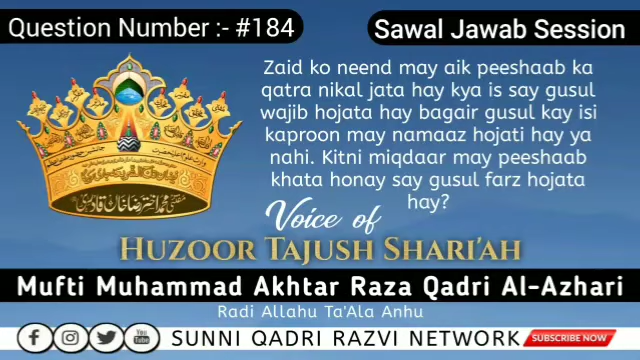 Question Number :- #184
Sawal Jawab Session
Zaid ko neend may aik peeshaab ka
qatra nikal jata hay kya is say gusul
wajib hojata hay bagair gusul kay isi
kaproon may namaaz hojati hay ya
nahi. Kitni miqdaar may peeshaab
khata honay say gusul farz hojata
hay?
Voice of
HUZOOR TAJUSH SHARI'AH
Mufti Muhammad Akhtar Raza Qadri Al-Azhari
Radi Allahu Ta'Ala Anhu
You
Tube
SUNNI QADRI RAZVI NETWORK
SUBSCRIBE NOW